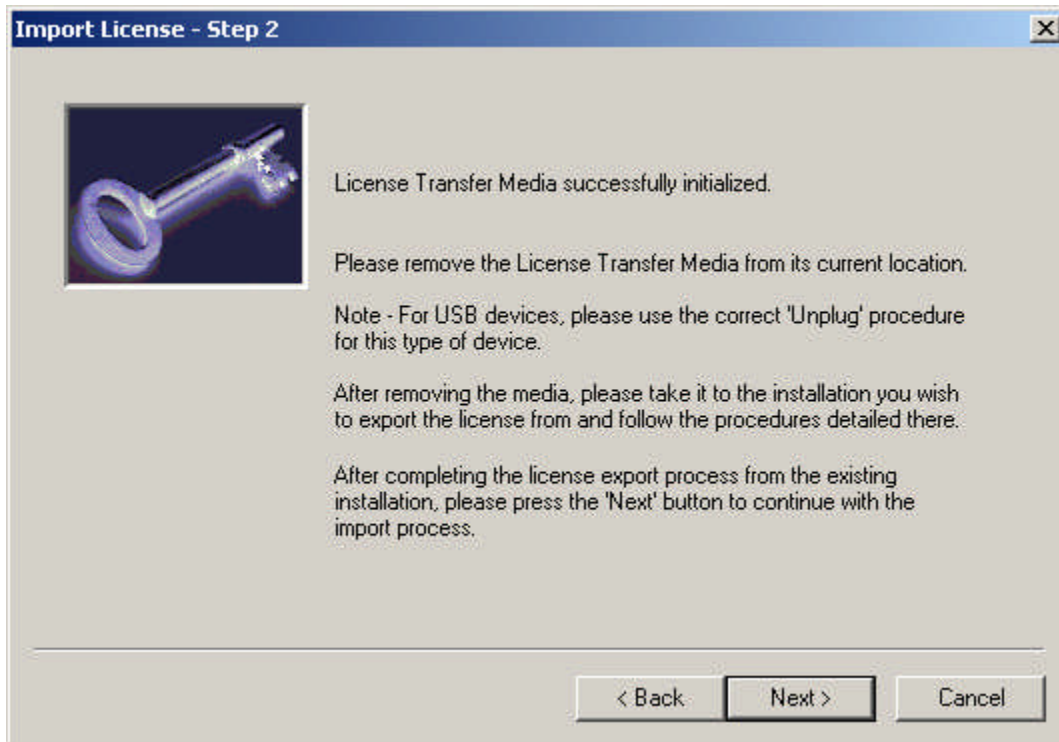 Import License - Step 2
License Transfer Media successfully initialized.
Please remove the License Transfer Media from its current location.
Note - For USB devices, please use the correct 'Unplug' procedure
for this type of device.
After removing the media, please take it to the installation you wish
to export the license from and follow the procedures detailed there.
After completing the license export process from the existing
installation, please press the 'Next' button to continue with the
import process.
< Back
Next >
Cancel